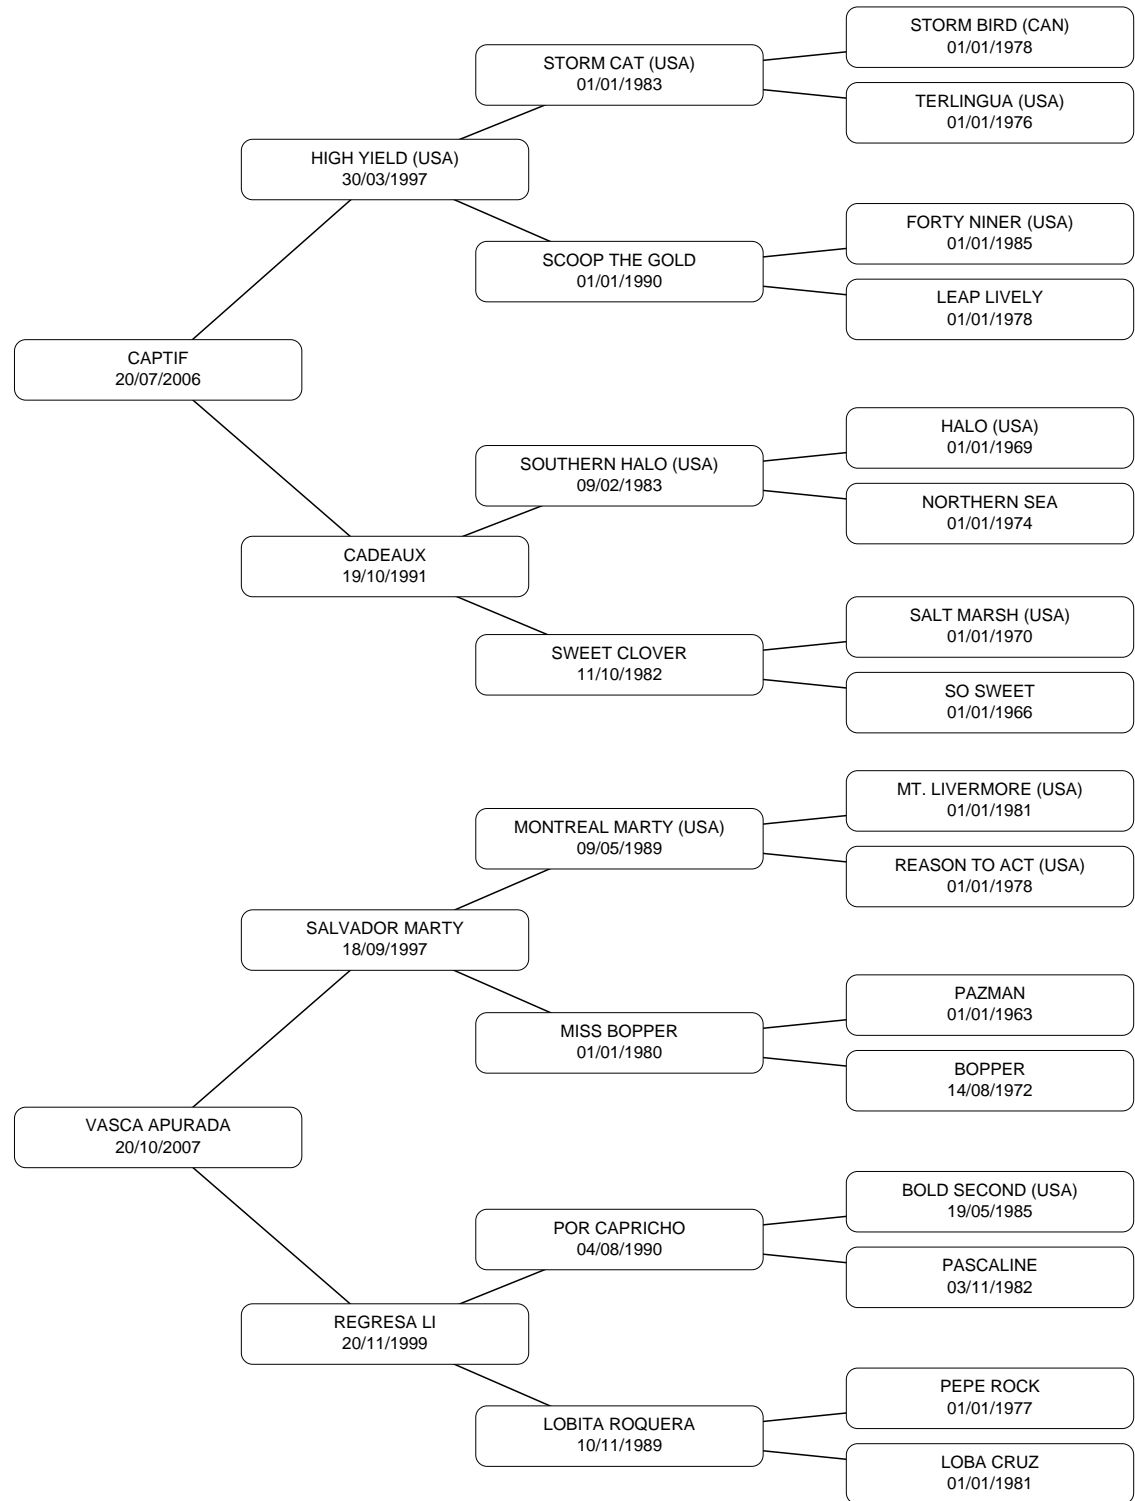 STORM BIRD (CAN)
01/01/1978
STORM CAT (USA)
01/01/1983
TERLINGUA (USA)
01/01/1976
HIGH YIELD (USA)
30/03/1997
FORTY NINER (USA)
01/01/1985
SCOOP THE GOLD
01/01/1990
LEAP LIVELY
01/01/1978
CAPTIF
20/07/2006
HALO (USA)
01/01/1969
SOUTHERN HALO (USA)
09/02/1983
NORTHERN SEA
01/01/1974
CADEAUX
19/10/1991
SALT MARSH (USA)
01/01/1970
SWEET CLOVER
11/10/1982
SO SWEET
01/01/1966
MT. LIVERMORE (USA)
01/01/1981
MONTREAL MARTY (USA)
09/05/1989
REASON TO ACT (USA)
01/01/1978
SALVADOR MARTY
18/09/1997
PAZMAN
01/01/1963
MISS BOPPER
01/01/1980
BOPPER
14/08/1972
VASCA APURADA
20/10/2007
BOLD SECOND (USA)
19/05/1985
POR CAPRICHO
04/08/1990
PASCALINE
03/11/1982
REGRESA LI
20/11/1999
PEPE ROCK
01/01/1977
LOBITA ROQUERA
10/11/1989
LOBA CRUZ
01/01/1981